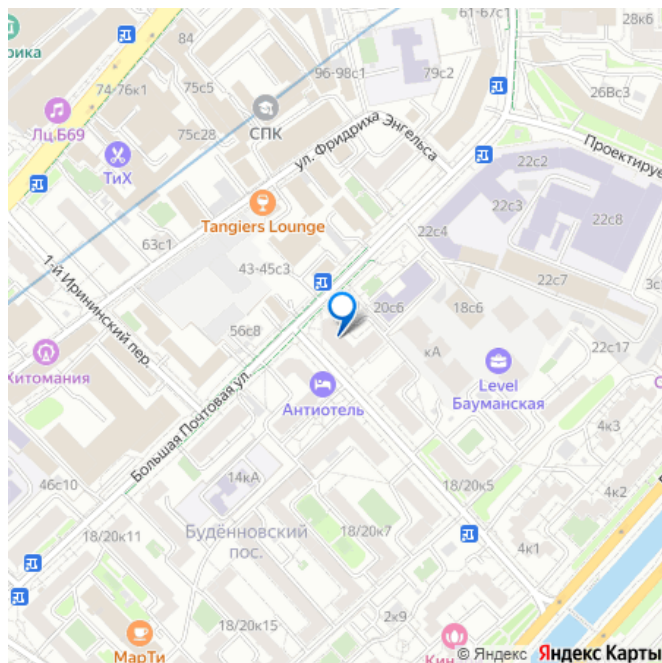 61-67с1
28к6
рика
84
96-98с1
79с2
74-76к1
75с5
26Вс3
Лц.Б69
75с28
СПК
ул. Фридриха Энгельса
Проектируе
ТиХ
22с2
22с3
Tangiers Lounge
22с8
22с4
63с1
43-45с3
22с7
3с
1-й Ирининский пер.
20с6
18с6
56с8
кА
22с17
Хитомания
Level
Бауманская
Антиотель
Большая Почтовая ул.
4к3
46с10
14кА
18/20к5
4к2
18/20к11
Будённовский
пос.
18/20к7
4к1
2к9
18/20к15
МарТи
Кин
© Яндекс Яндекс Карты